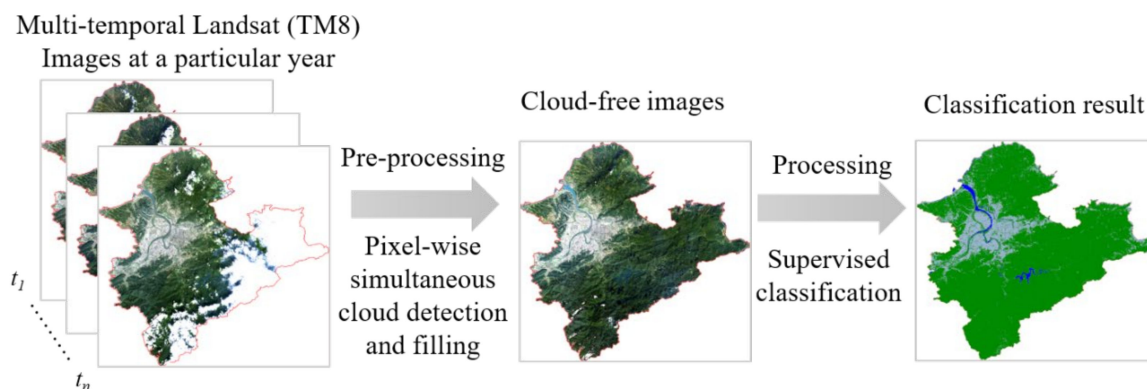 Multi-temporal Landsat (TM8)
Images at a particular year
t1
tn
Pre-processing
Pixel-wise
simultaneous
cloud detection
and filling
Cloud-free images
Processing
Supervised
classification
Classification result